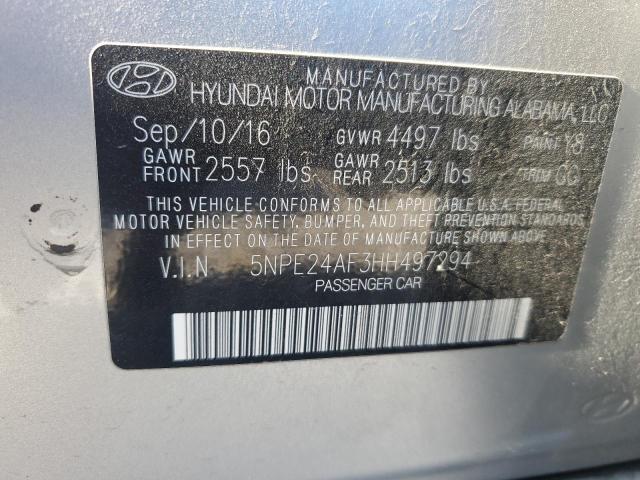 MANUFACTURED BY
HYUNDAI MOTOR MANUFACTURING ALABAMA, LLC
Sep/10/16 GVWR 4497 lbs PAINT Y8
GAWR FRONT 2557 lbs GAWR REAR 2513 lbs TRIM GQ
THIS VEHICLE CONFORMS TO ALL APPLICABLE U.S.A. FEDERAL
MOTOR VEHICLE SAFETY, BUMPER, AND THEFT PREVENTION STANDARDS
IN EFFECT ON THE DATE OF MANUFACTURE SHOWN ABOVE.
V.I.N 5NPE24AF3HH497294
PASSENGER CAR